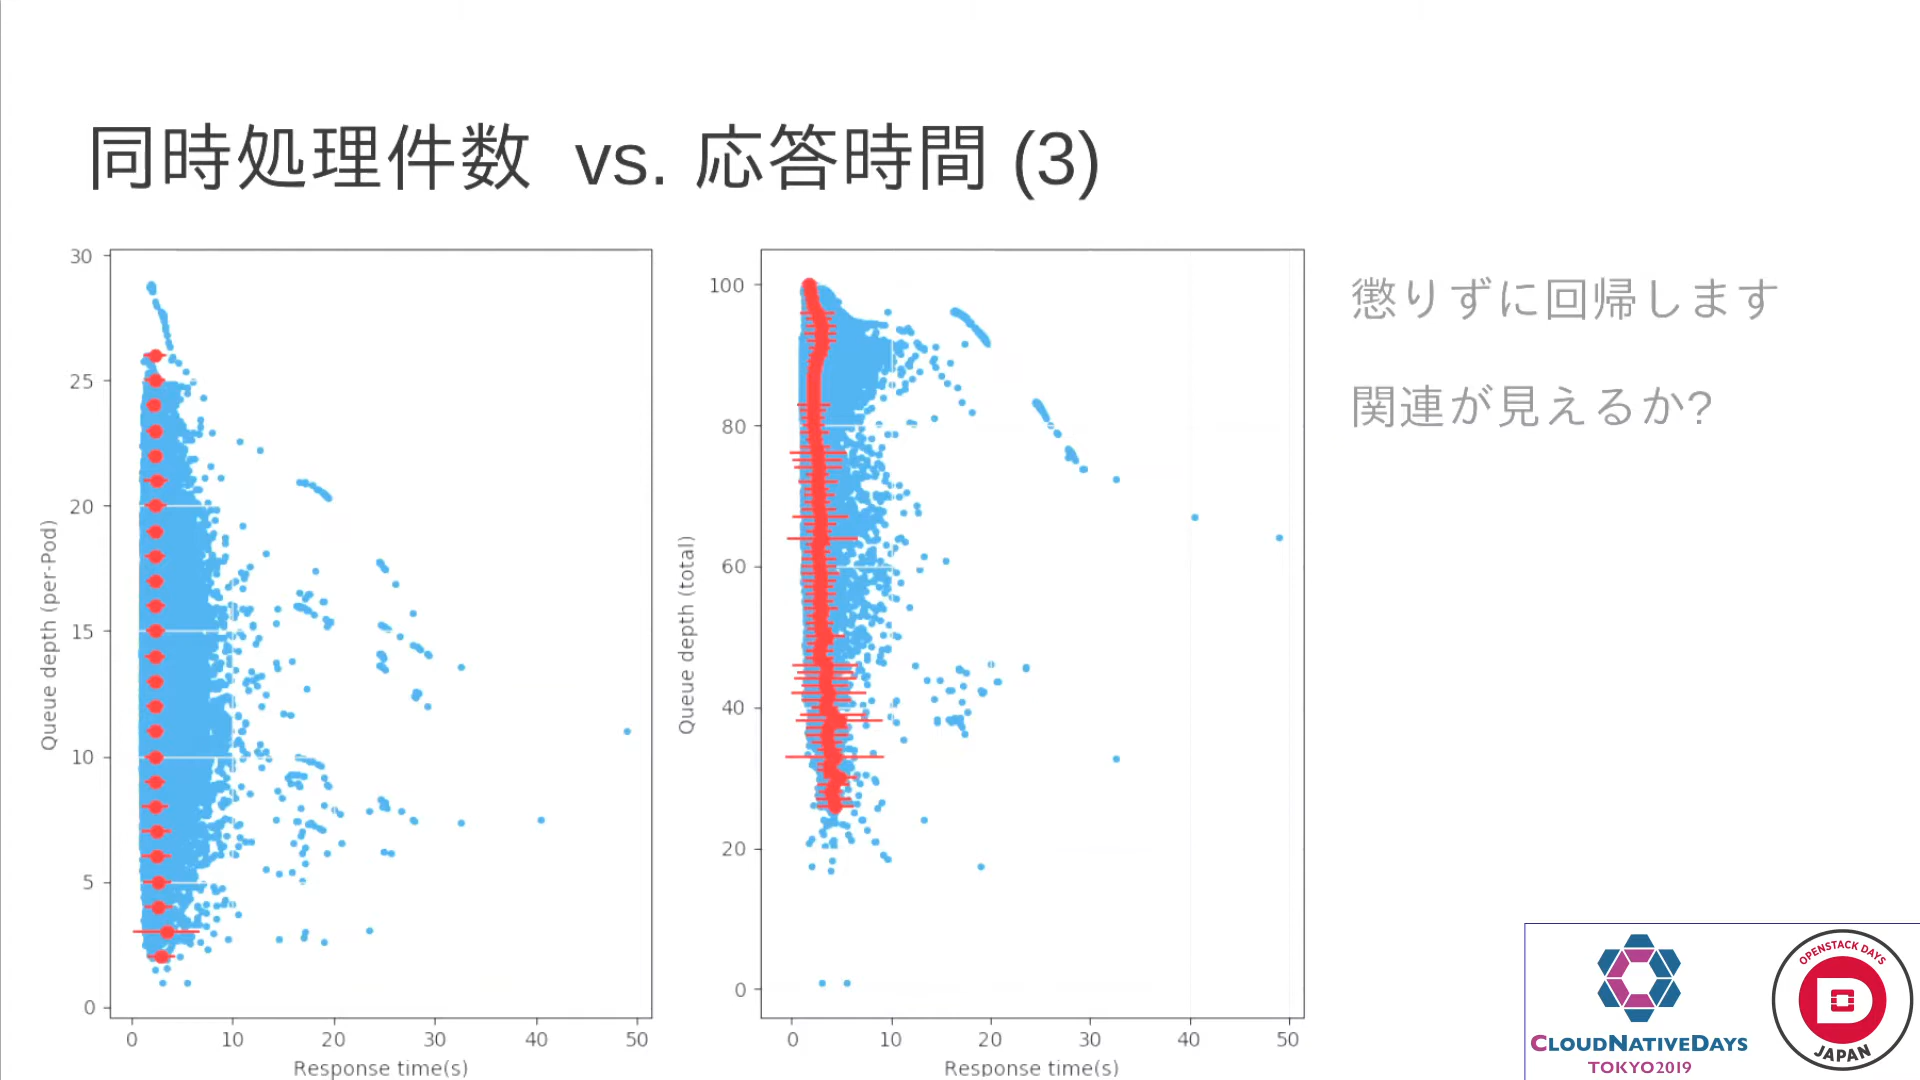 同時処理件数 vs. 応答時間 (3)
30
25
20
15
10
5
0
Queue depth (per-Pod)
0 10 20 30 40 50
Response time(s)
100
80
60
40
20
0
Queue depth (total)
0 10 20 30 40 50
Response time(s)
懲りずに回帰します
関連が見えるか?
CLOUDNATIVEDAYS
TOKYO2019
OPENSTACK DAYS
JAPAN